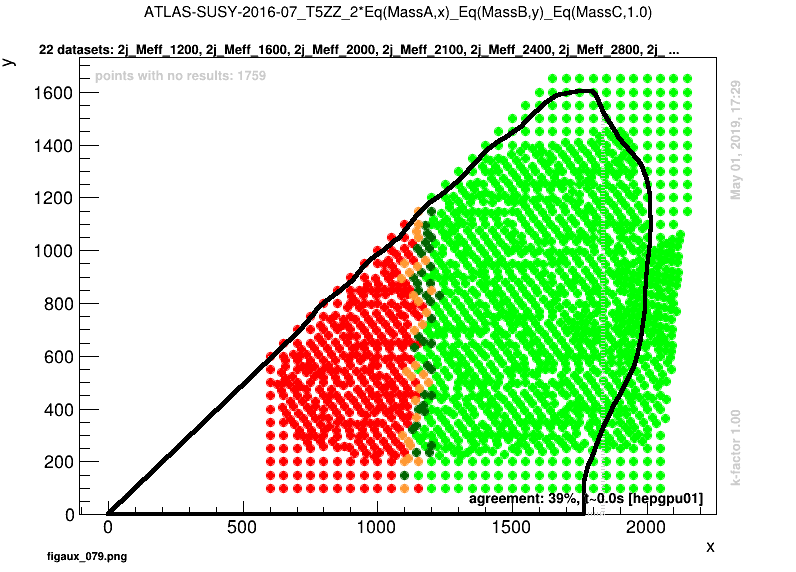 ATLAS-SUSY-2016-07_T5ZZ_2*Eq(MassA,x)_Eq(MassB,y)_Eq(MassC,1.0)
22 datasets: 2j_Meff_1200, 2j_Meff_1600, 2j_Meff_2000, 2j_Meff_2100, 2j_Meff_2400, 2j_Meff_2800, 2j_ ...
y
points with no results: 1759
May 01, 2019, 17:29
1600
1400
1200
1000
800
600
400
200
0
k-factor 1.00
agreement: 39%, t~0.0s [hepgpu01]
0 500 1000 1500 2000
x
figaux_079.png